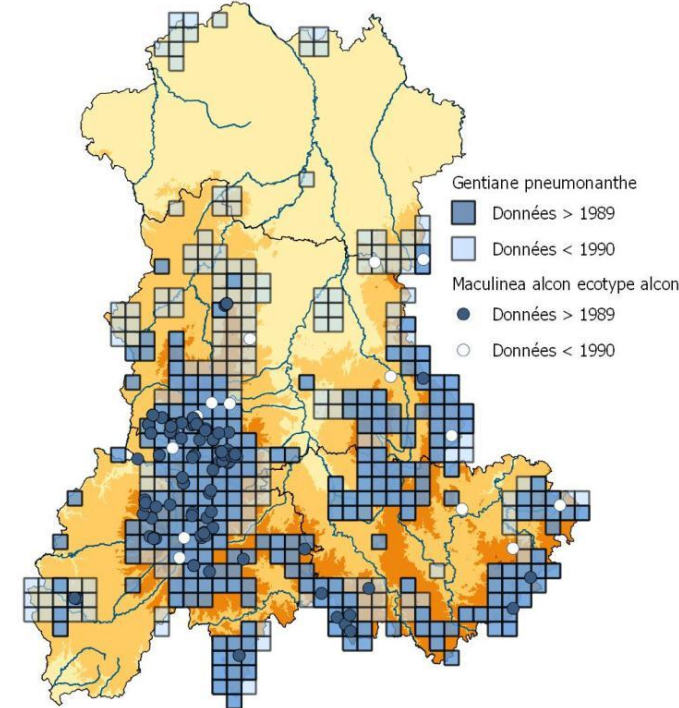 Gentiane pneumonanthe
Données > 1989
Données < 1990
Maculinea alcon ecotype alcon
Données > 1989
Données < 1990